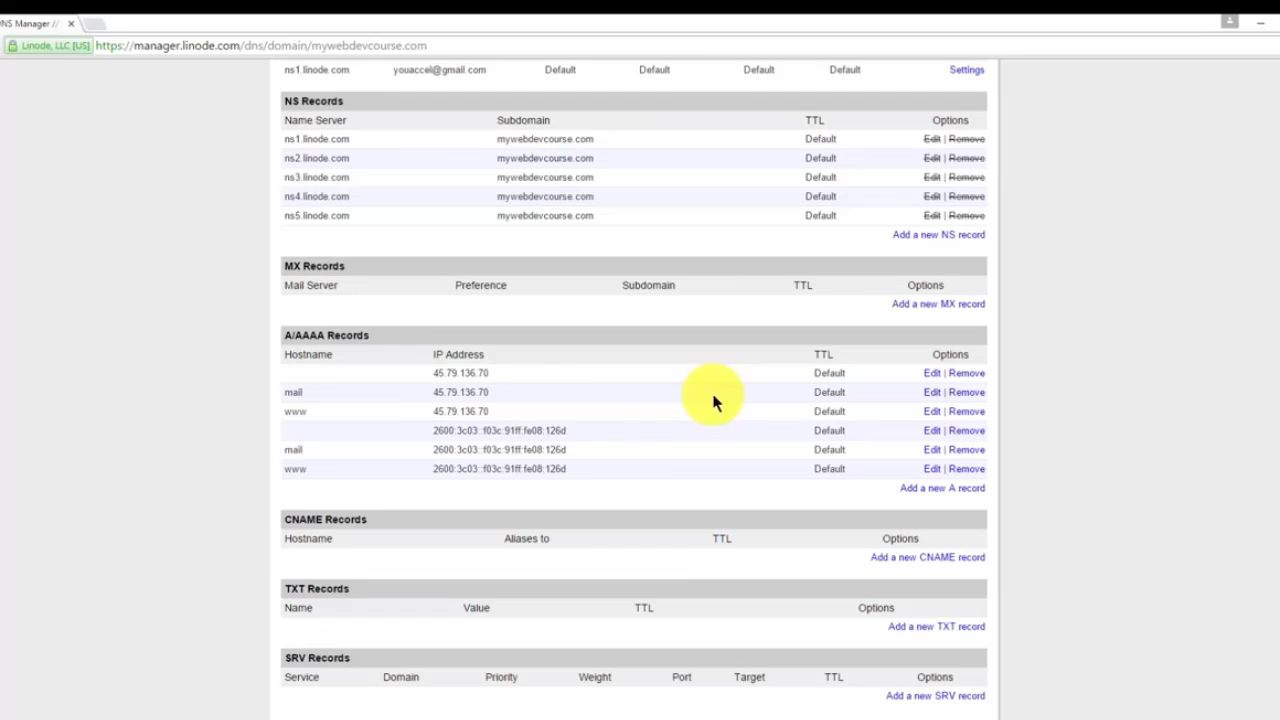 NS Manager //
Linode, LLC [US] https://manager.linode.com/dns/domain/mywebdevcourse.com
ns1.linode.com youaccel@gmail.com Default Default Default Default Settings
NS Records
Name Server Subdomain TTL Options
ns1.linode.com mywebdevcourse.com Default Edit | Remove
ns2.linode.com mywebdevcourse.com Default Edit | Remove
ns3.linode.com mywebdevcourse.com Default Edit | Remove
ns4.linode.com mywebdevcourse.com Default Edit | Remove
ns5.linode.com mywebdevcourse.com Default Edit | Remove
Add a new NS record
MX Records
Mail Server Preference Subdomain TTL Options
Add a new MX record
A/AAAA Records
Hostname IP Address TTL Options
45.79.136.70 Default Edit | Remove
mail 45.79.136.70 Default Edit | Remove
www 45.79.136.70 Default Edit | Remove
2600:3c03::f03c:91ff:fe08:126d Default Edit | Remove
mail 2600:3c03::f03c:91ff:fe08:126d Default Edit | Remove
www 2600:3c03::f03c:91ff:fe08:126d Default Edit | Remove
Add a new A record
CNAME Records
Hostname Aliases to TTL Options
Add a new CNAME record
TXT Records
Name Value TTL Options
Add a new TXT record
SRV Records
Service Domain Priority Weight Port Target TTL Options
Add a new SRV record